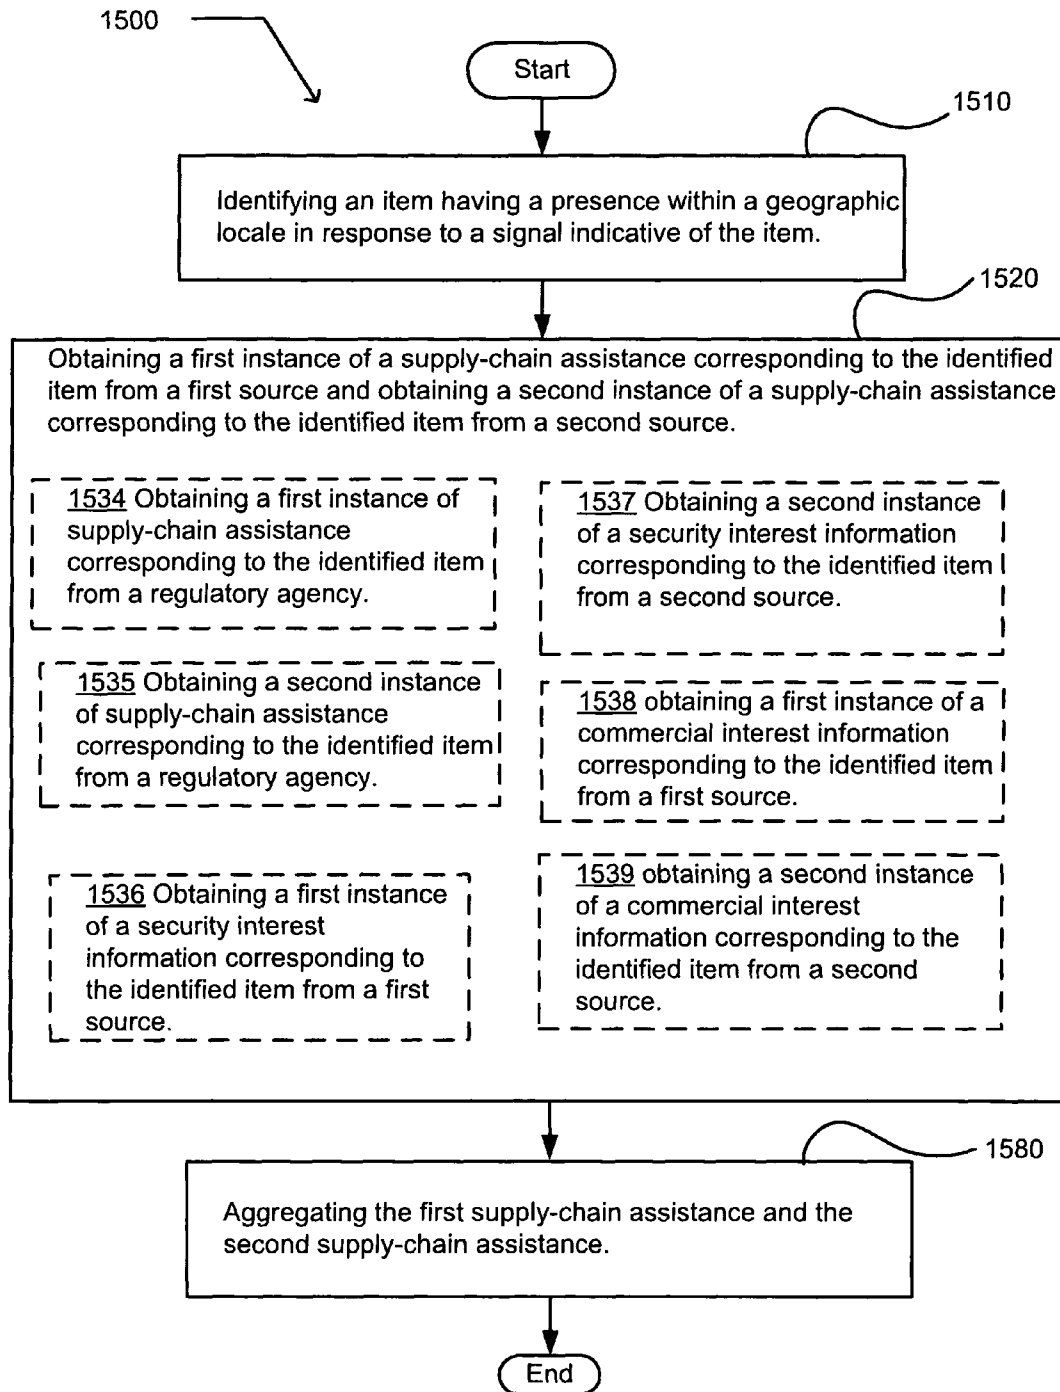 1500
Start
1510
Identifying an item having a presence within a geographic
locale in response to a signal indicative of the item.
1520
Obtaining a first instance of a supply-chain assistance corresponding to the identified
item from a first source and obtaining a second instance of a supply-chain assistance
corresponding to the identified item from a second source.
1534 Obtaining a first instance of
supply-chain assistance
corresponding to the identified item
from a regulatory agency.
1535 Obtaining a second instance
of supply-chain assistance
corresponding to the identified item
from a regulatory agency.
1536 Obtaining a first instance
of a security interest
information corresponding to
the identified item from a first
source.
1537 Obtaining a second instance
of a security interest information
corresponding to the identified item
from a second source.
1538 obtaining a first instance of a
commercial interest information
corresponding to the identified item
from a first source.
1539 obtaining a second instance
of a commercial interest
information corresponding to the
identified item from a second
source.
1580
Aggregating the first supply-chain assistance and the
second supply-chain assistance.
End